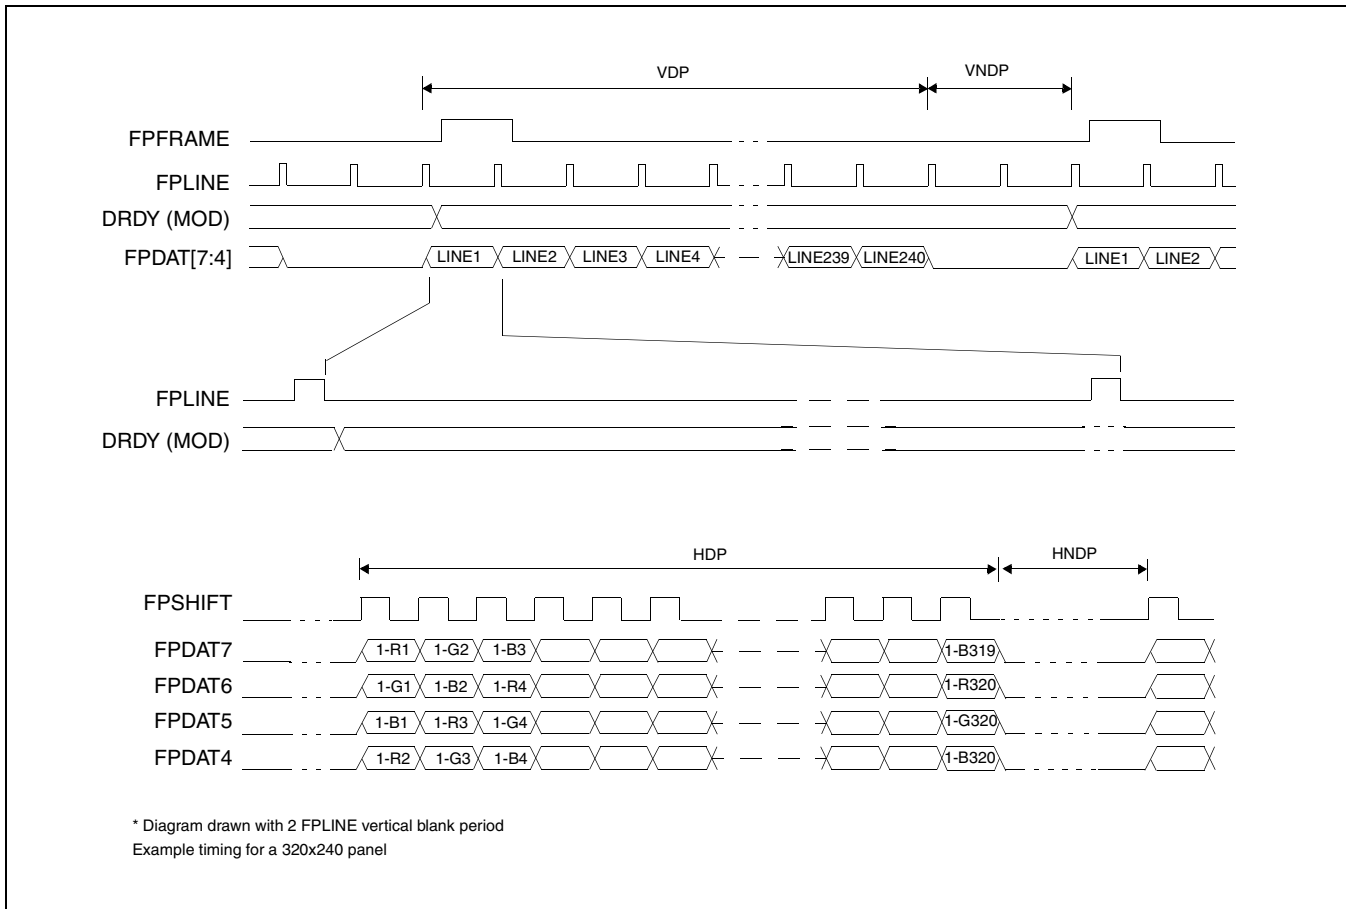 VDP VNDP
FPFRAME
FPLINE
DRDY (MOD)
FPDAT[7:4] LINE1 LINE2 LINE3 LINE4 LINE239 LINE240 LINE1 LINE2
FPLINE
DRDY (MOD)
HDP HNDP
FPSHIFT
FPDAT7 1-R1 1-G2 1-B3 1-B319
FPDAT6 1-G1 1-B2 1-R4 1-R320
FPDAT5 1-B1 1-R3 1-G4 1-G320
FPDAT4 1-R2 1-G3 1-B4 1-B320
* Diagram drawn with 2 FPLINE vertical blank period
Example timing for a 320x240 panel